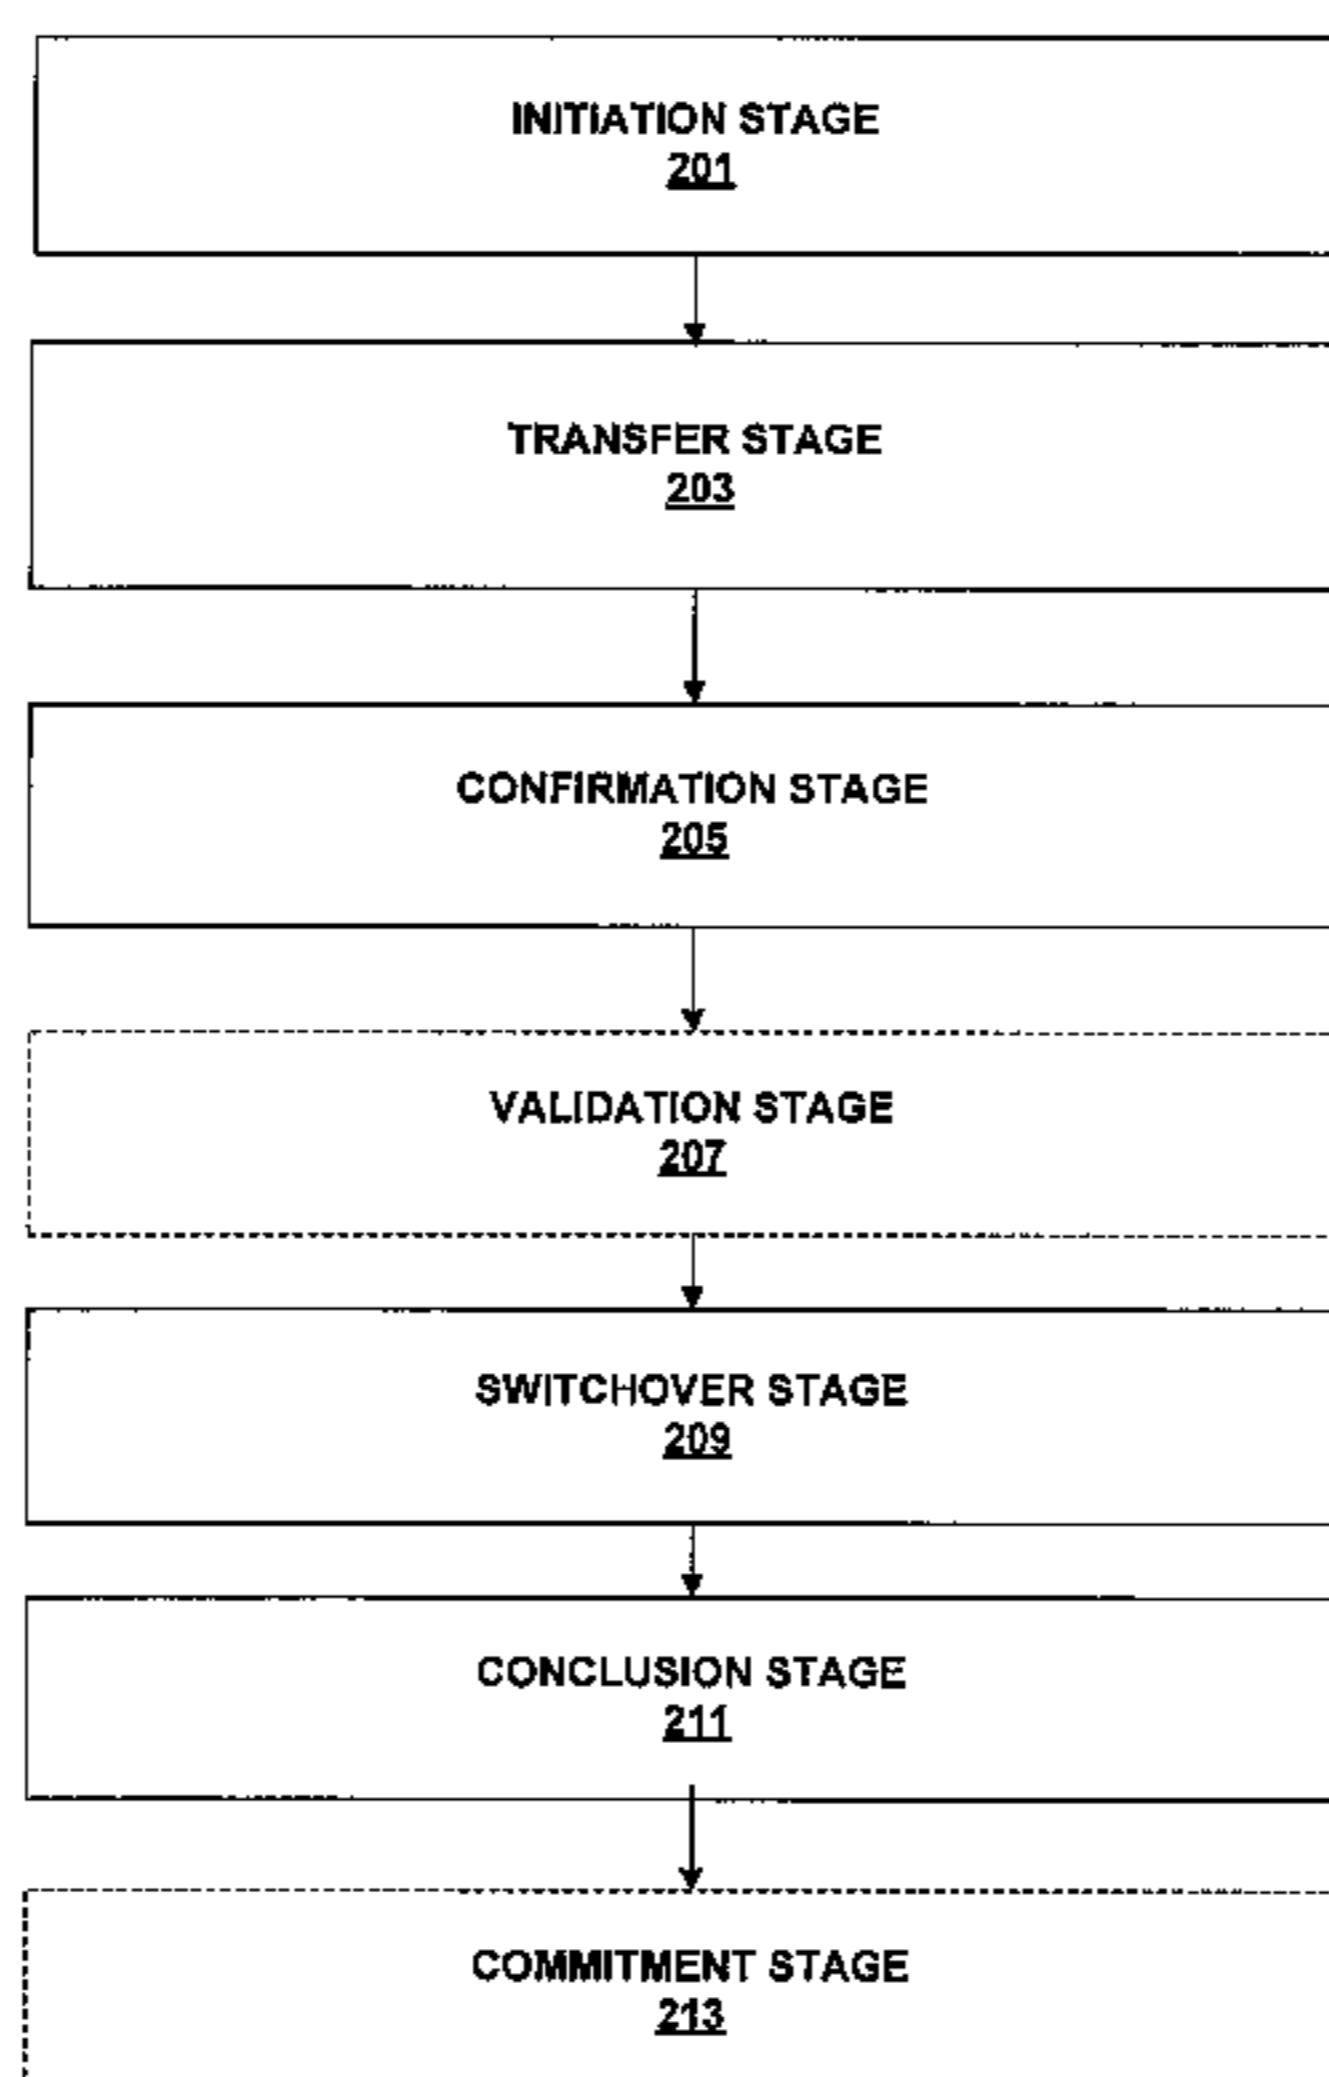 INITIATION STAGE
201
TRANSFER STAGE
203
CONFIRMATION STAGE
205
VALIDATION STAGE
207
SWITCHOVER STAGE
209
CONCLUSION STAGE
211
COMMITMENT STAGE
213